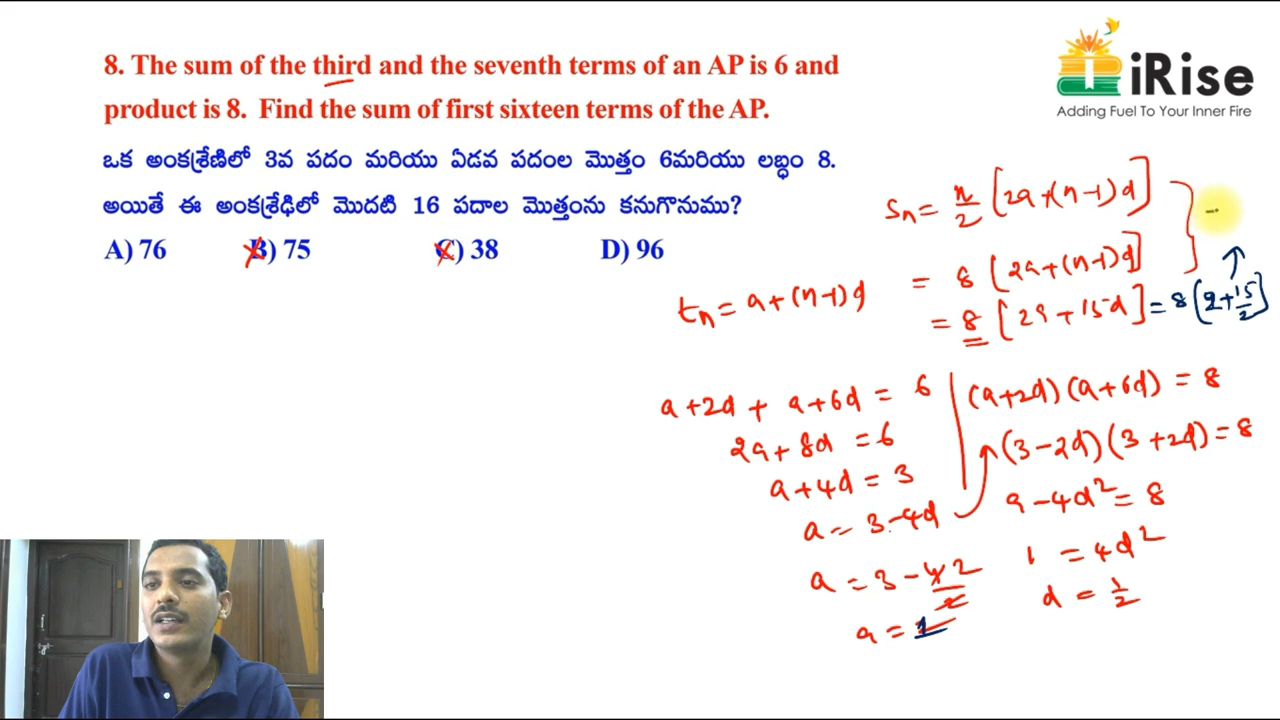 8. The sum of the third and the seventh terms of an AP is 6 and
product is 8. Find the sum of first sixteen terms of the AP.
ఒక అంకశ్రేణిలో 3వ పదం మరియు ఏడవ పదంల మొత్తం 6మరియు లబ్ధం 8.
అయితే ఈ అంకశ్రేఢిలో మొదటి 16 పదాల మొత్తంను కనుగొనుము?
A) 76 B) 75 C) 38 D) 96
iRise
Adding Fuel To Your Inner Fire
Sn = n/2 [2a+(n-1)d]
= 8 [2a+(n-1)d]
tn = a+(n-1)d
= 8 [2a+15d] = 8(2+15/2)
a+2d + a+6d = 6
2a+8d = 6
a+4d = 3
a = 3-4d
a = 3-4 2/2
a = 1
(a+2d)(a+6d) = 8
(3-2d)(3+2d) = 8
9-4d² = 8
1 = 4d²
d = 1/2